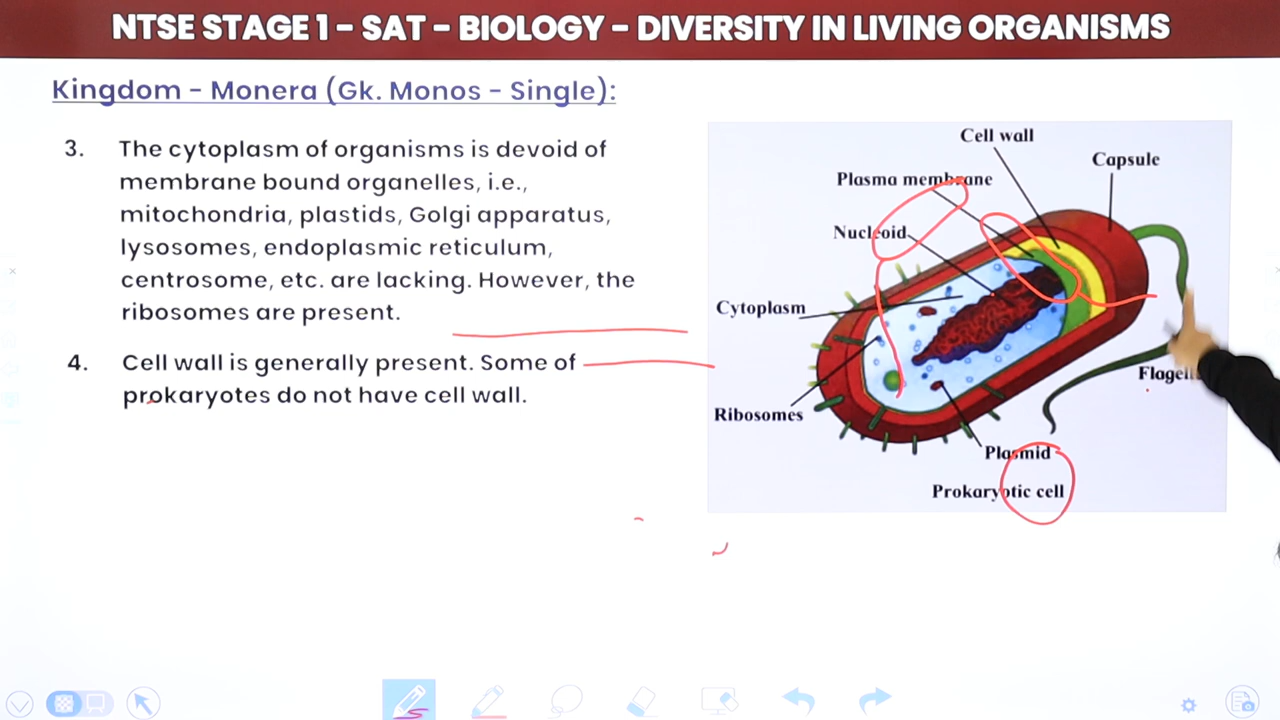 NTSE STAGE 1 – SAT – BIOLOGY – DIVERSITY IN LIVING ORGANISMS
Kingdom – Monera (Gk. Monos – Single):
3. The cytoplasm of organisms is devoid of
membrane bound organelles, i.e.,
mitochondria, plastids, Golgi apparatus,
lysosomes, endoplasmic reticulum,
centrosome, etc. are lacking. However, the
ribosomes are present.
4. Cell wall is generally present. Some of
prokaryotes do not have cell wall.
Cell wall
Capsule
Plasma membrane
Nucleoid
Cytoplasm
Ribosomes
Plasmid
Prokaryotic cell